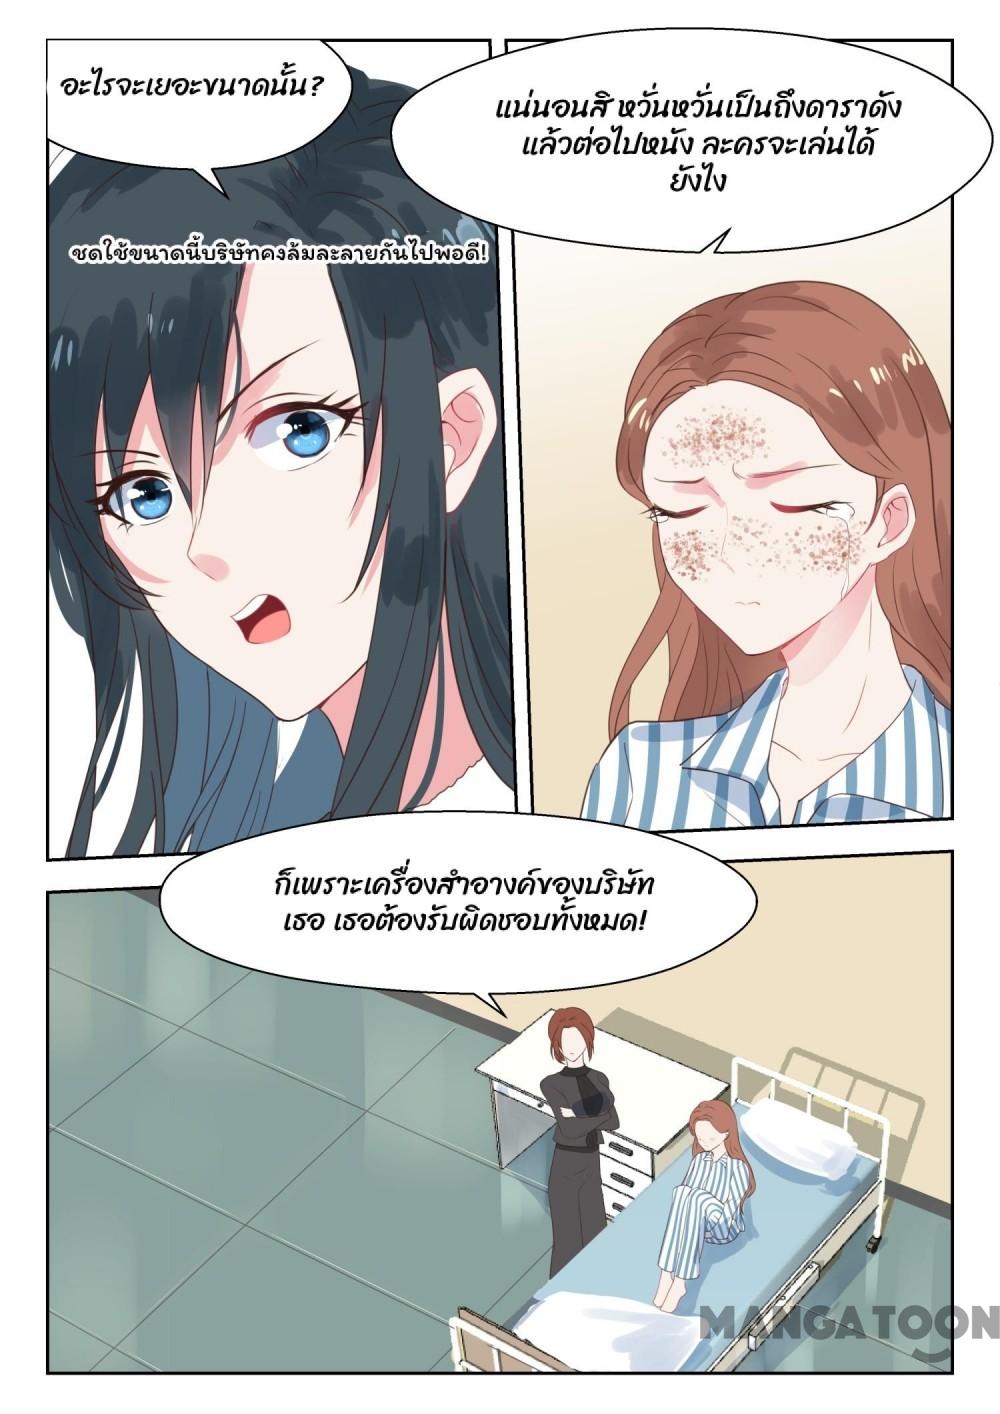 อะไรจะเยอะขนาดนั้น?
ชดใช้ขนาดนี้บริษัทคงล้มละลายกันไปพอดี!
แน่นอนสิ หวั่นหวั่นเป็นถึงดาราดัง
แล้วต่อไปหนัง ละครจะเล่นได้
ยังไง
ก็เพราะเครื่องสำอางค์ของบริษัท
เธอ เธอต้องรับผิดชอบทั้งหมด!
MANGATOON